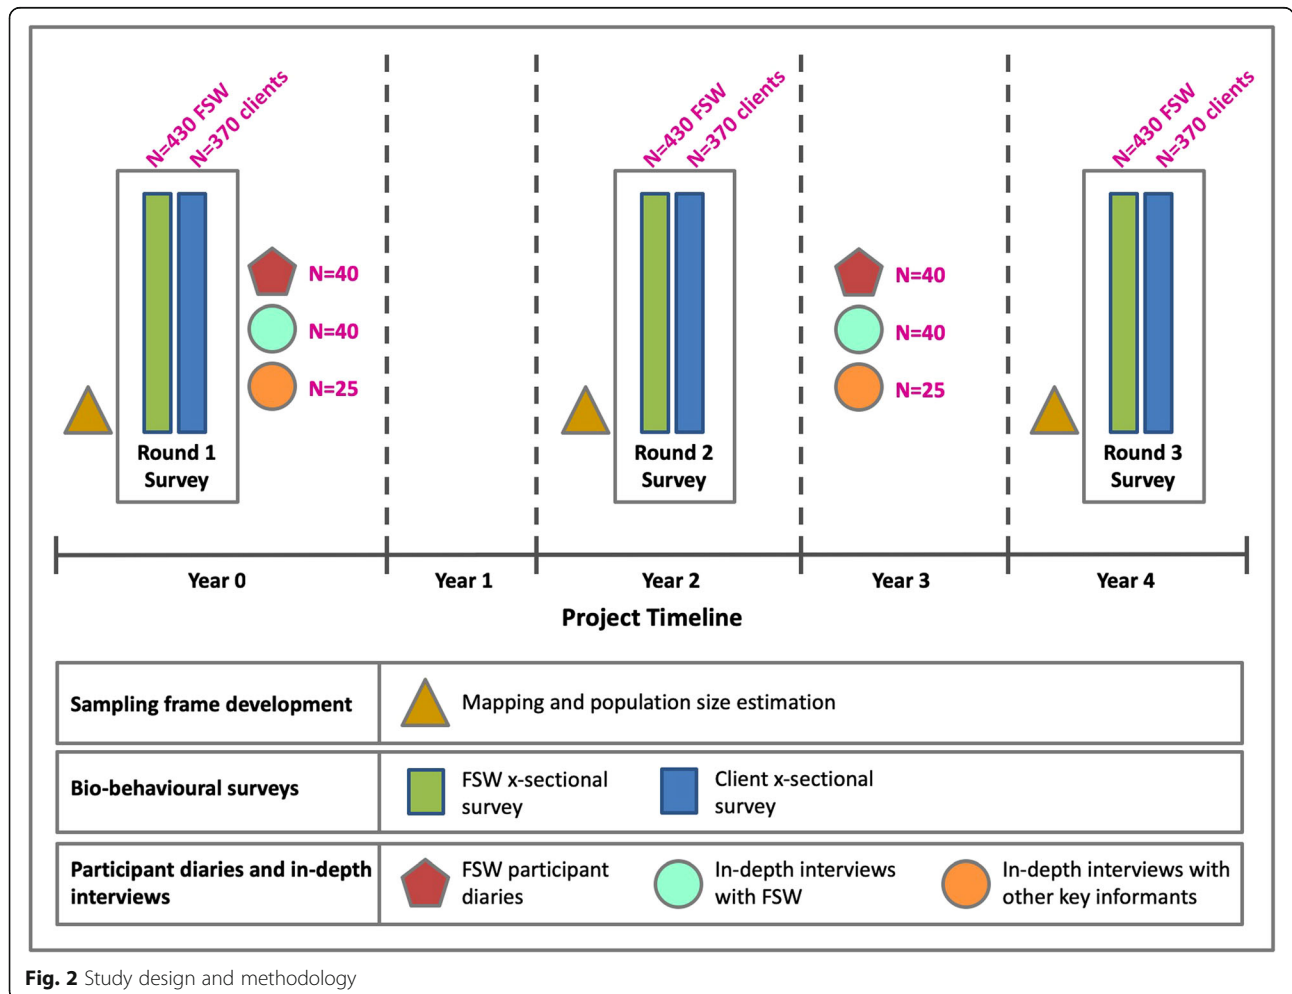 N=430 FSW
N=370 clients
N=430 FSW
N=370 clients
N=430 FSW
N=370 clients
N=40
N=40
N=25
N=40
N=40
N=25
Round 1
Survey
Round 2
Survey
Round 3
Survey
Year 0
Year 1
Year 2
Year 3
Year 4
Project Timeline
Sampling frame development
Mapping and population size estimation
Bio-behavioural surveys
FSW x-sectional
survey
Client x-sectional
survey
Participant diaries and in-depth
interviews
FSW participant
diaries
In-depth interviews
with FSW
In-depth interviews with
other key informants
Fig. 2 Study design and methodology